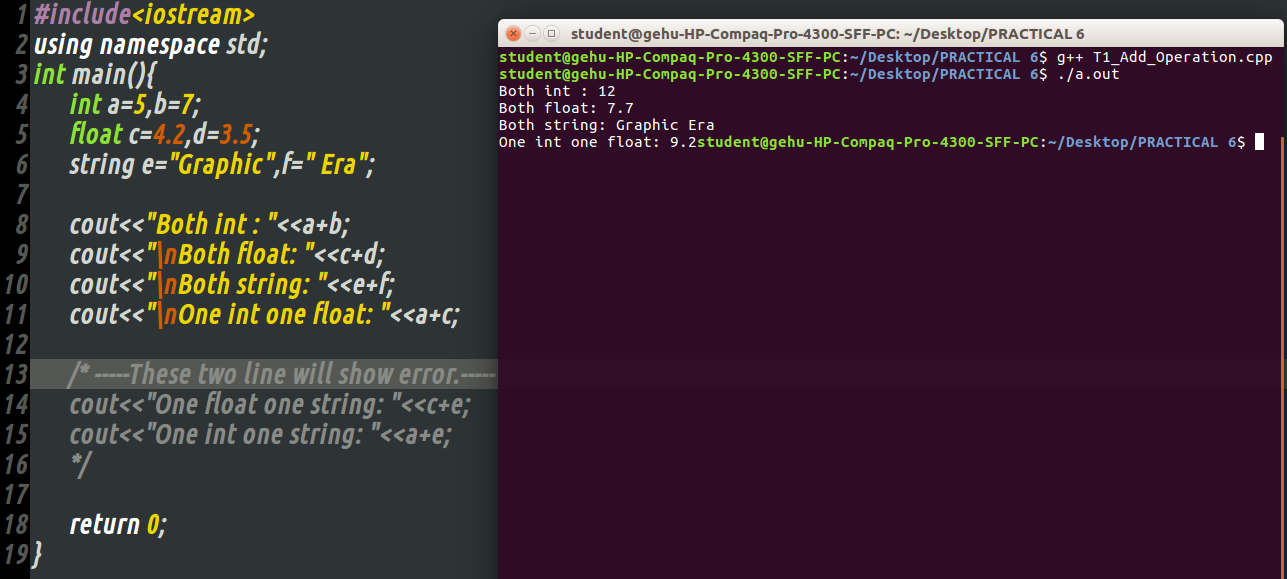 1 #include<iostream>
2 using namespace std;
3 int main(){
4 int a=5,b=7;
5 float c=4.2,d=3.5;
6 string e="Graphic",f=" Era";
7
8 cout<<"Both int : "<<a+b;
9 cout<<"\nBoth float: "<<c+d;
10 cout<<"\nBoth string: "<<e+f;
11 cout<<"\nOne int one float: "<<a+c;
12
13 /* -----These two line will show error.-----
14 cout<<"One float one string: "<<c+e;
15 cout<<"One int one string: "<<a+e;
16 */
17
18 return 0;
19 }
student@gehu-HP-Compaq-Pro-4300-SFF-PC: ~/Desktop/PRACTICAL 6
student@gehu-HP-Compaq-Pro-4300-SFF-PC:~/Desktop/PRACTICAL 6$ g++ T1_Add_Operation.cpp
student@gehu-HP-Compaq-Pro-4300-SFF-PC:~/Desktop/PRACTICAL 6$ ./a.out
Both int : 12
Both float: 7.7
Both string: Graphic Era
One int one float: 9.2student@gehu-HP-Compaq-Pro-4300-SFF-PC:~/Desktop/PRACTICAL 6$